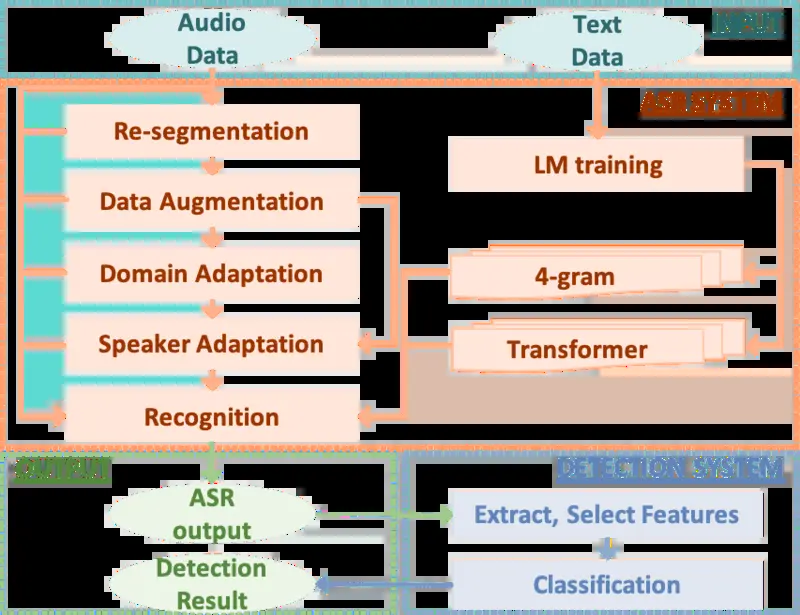 Audio
Data
Text
Data
INPUT
ASR SYSTEM
Re-segmentation
LM training
Data Augmentation
Domain Adaptation
4-gram
Speaker Adaptation
Transformer
Recognition
OUTPUT
DETECTION SYSTEM
ASR
output
Extract, Select Features
Detection
Result
Classification